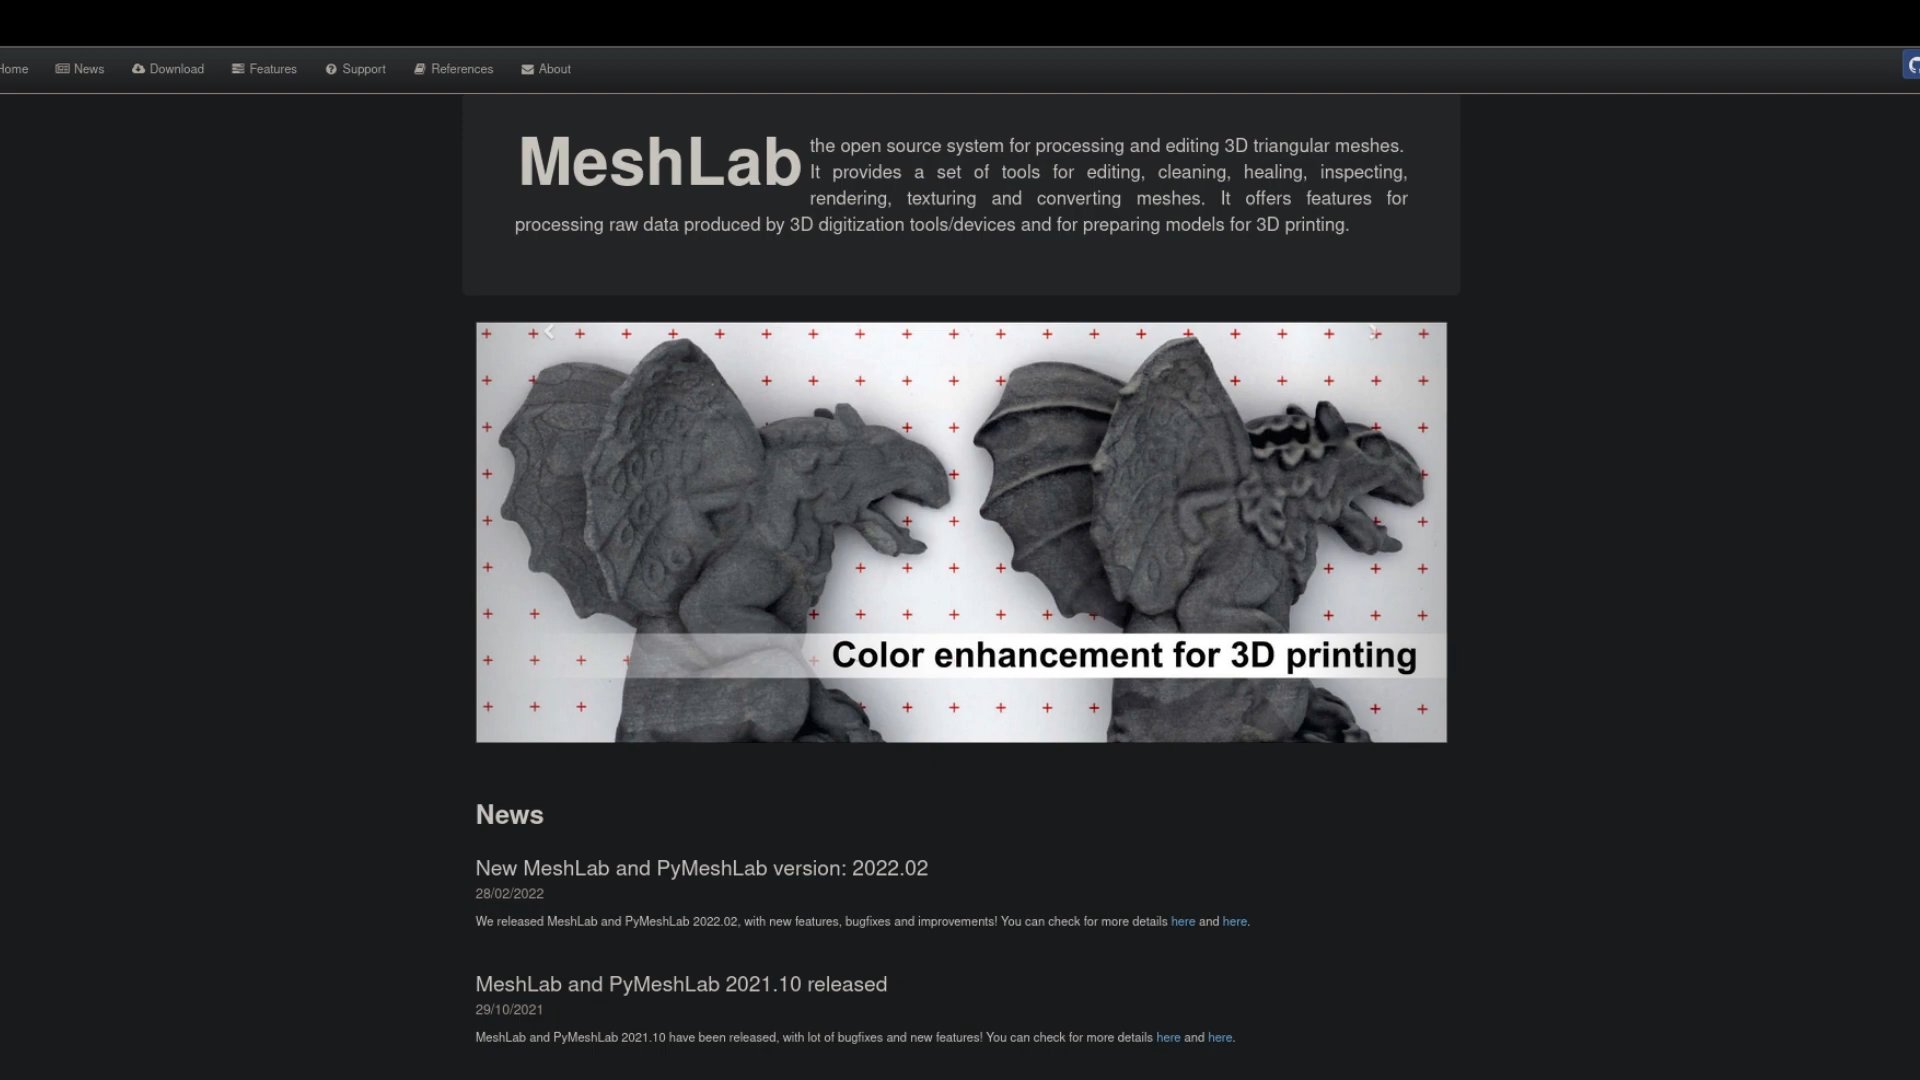 Home News Download Features Support References About
MeshLab the open source system for processing and editing 3D triangular meshes.
It provides a set of tools for editing, cleaning, healing, inspecting,
rendering, texturing and converting meshes. It offers features for
processing raw data produced by 3D digitization tools/devices and for preparing models for 3D printing.
Color enhancement for 3D printing
News
New MeshLab and PyMeshLab version: 2022.02
28/02/2022
We released MeshLab and PyMeshLab 2022.02, with new features, bugfixes and improvements! You can check for more details here and here.
MeshLab and PyMeshLab 2021.10 released
29/10/2021
MeshLab and PyMeshLab 2021.10 have been released, with lot of bugfixes and new features! You can check for more details here and here.